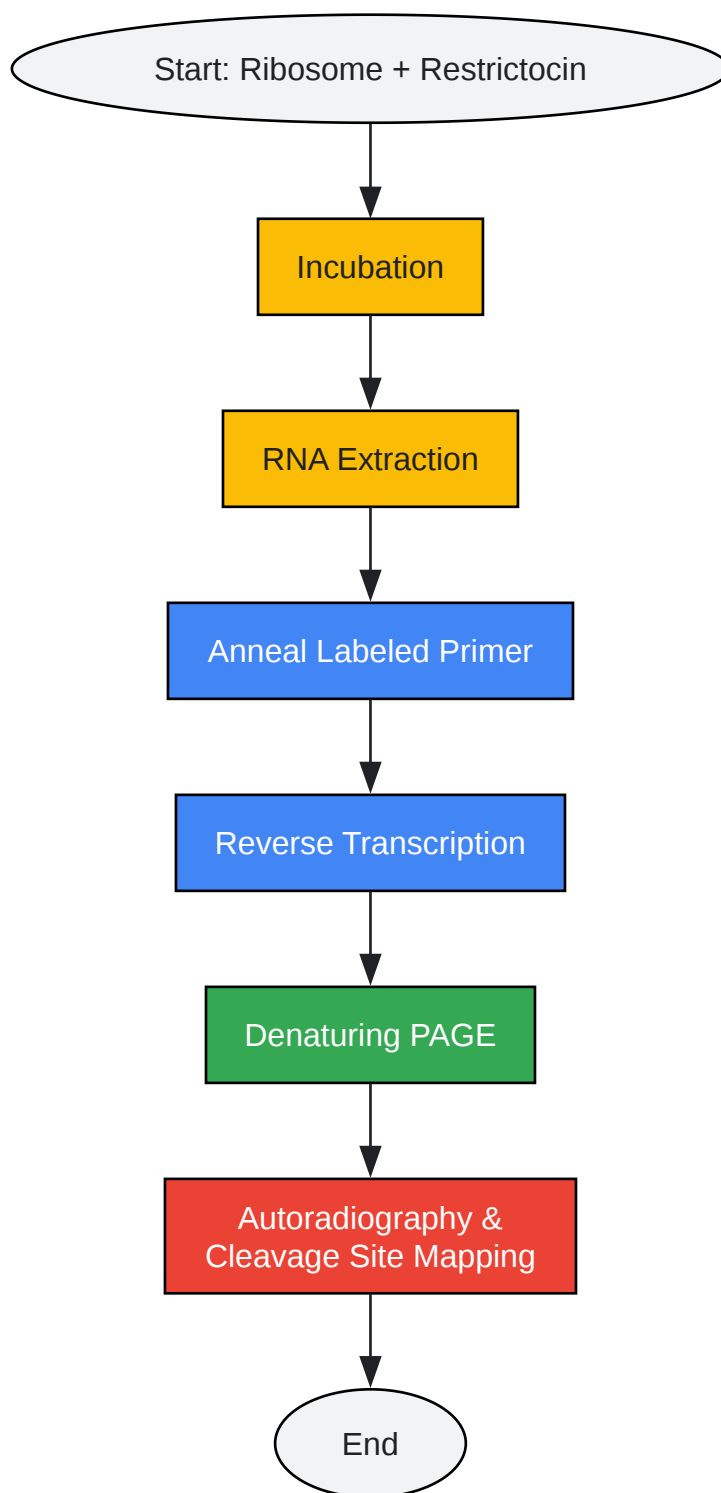 Start: Ribosome + Restrictocin
Incubation
RNA Extraction
Anneal Labeled Primer
Reverse Transcription
Denaturing PAGE
Autoradiography &
Cleavage Site Mapping
End